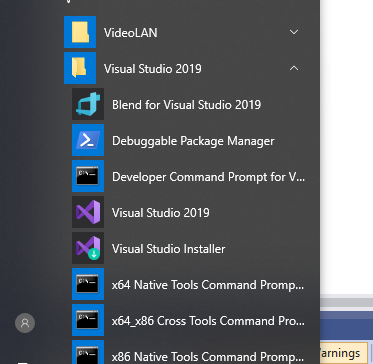 VideoLAN
Visual Studio 2019
Blend for Visual Studio 2019
Debuggable Package Manager
Developer Command Prompt for V...
Visual Studio 2019
Visual Studio Installer
x64 Native Tools Command Promp...
x64_x86 Cross Tools Command Pro...
arnings
x86 Native Tools Command Promp...